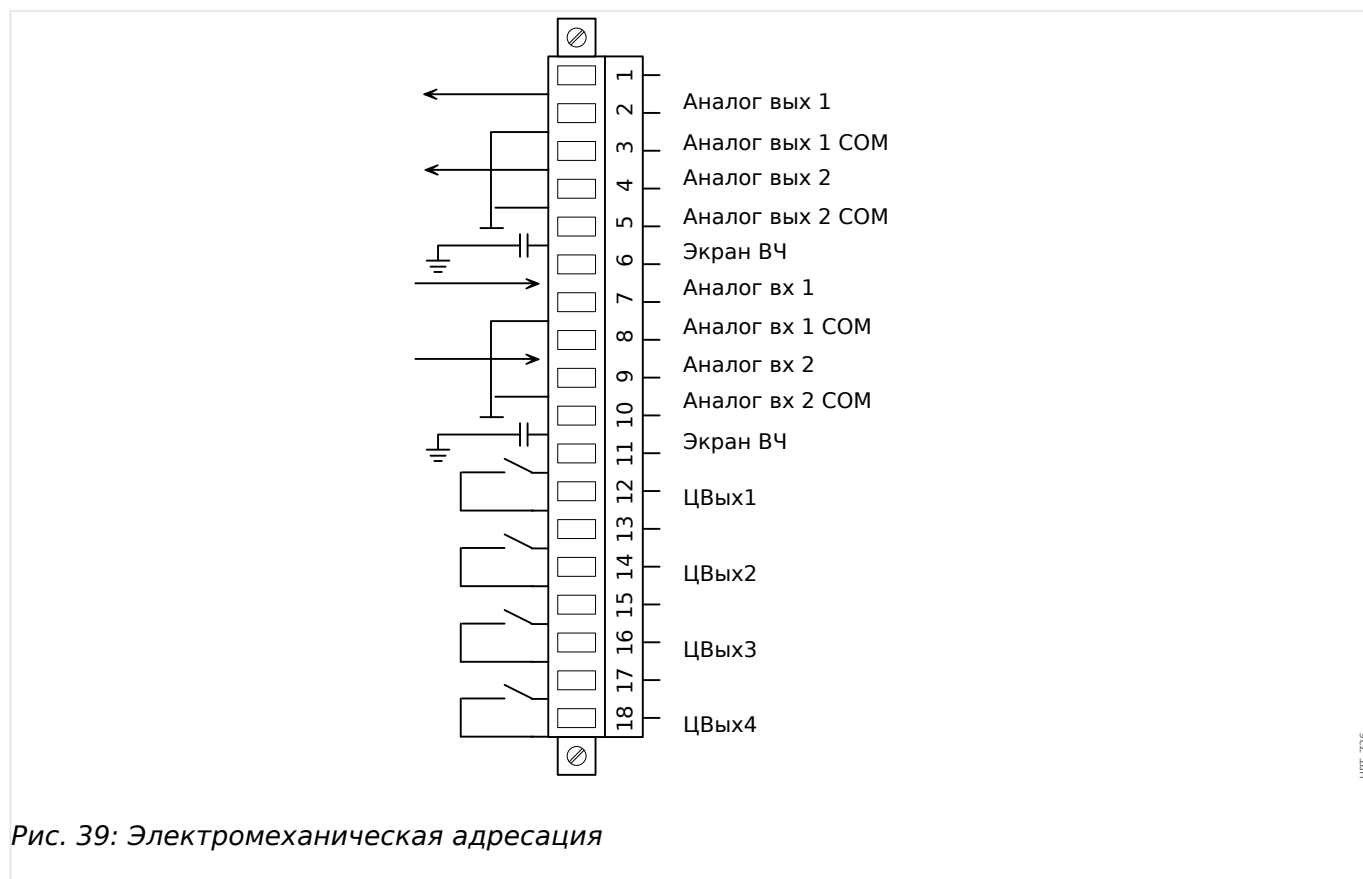 1
2
Аналог вых 1
3
Аналог вых 1 COM
4
Аналог вых 2
5
Аналог вых 2 COM
6
Экран ВЧ
7
Аналог вх 1
8
Аналог вх 1 COM
9
Аналог вх 2
10
Аналог вх 2 COM
11
Экран ВЧ
12
ЦВых1
13
14
ЦВых2
15
16
ЦВых3
17
18
ЦВых4
Рис. 39: Электромеханическая адресация